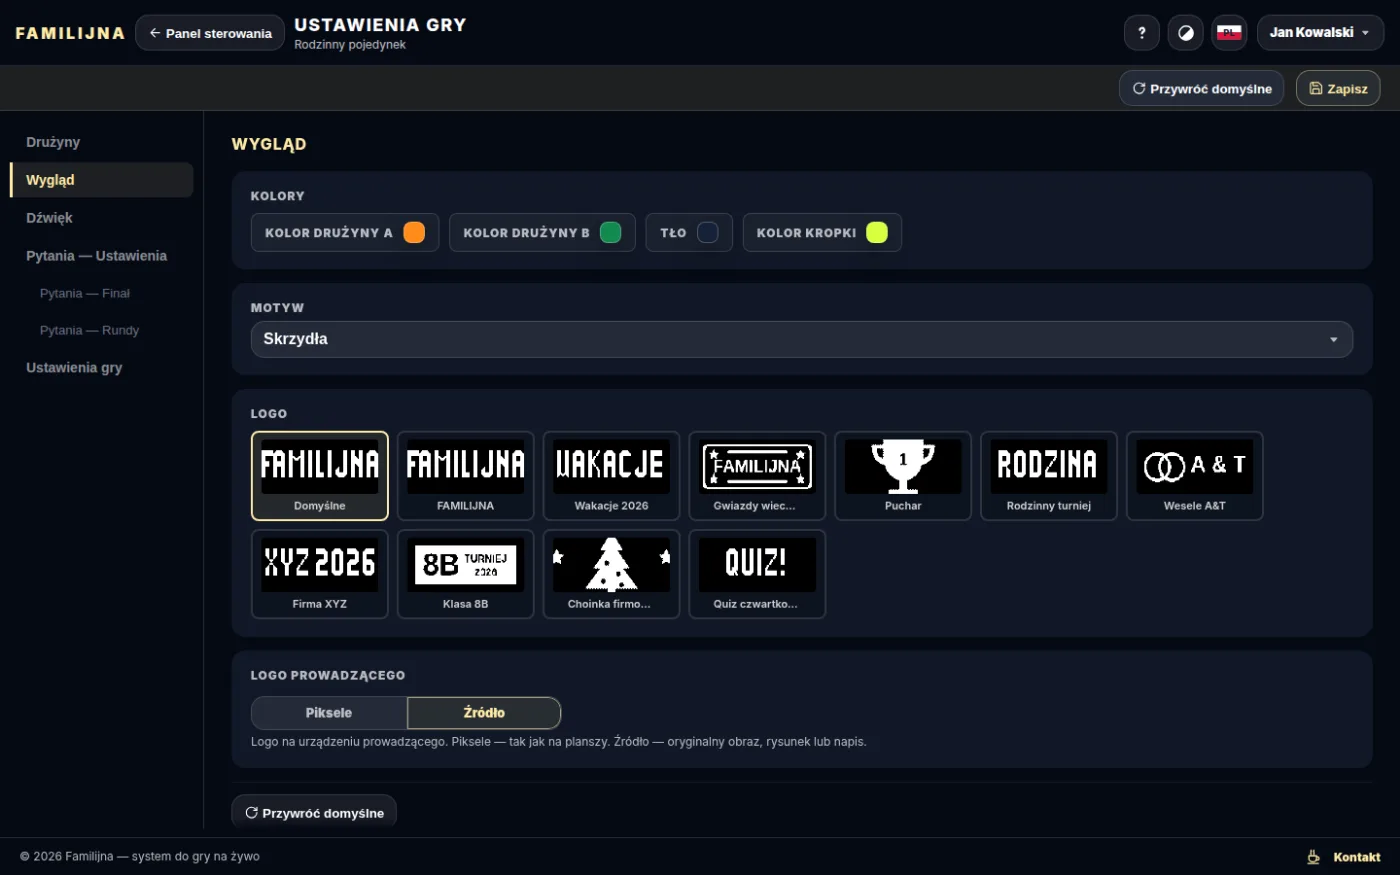 FAMILIJNA
Panel sterowania
USTAWIENIA GRY
Rodzinny pojedynek
?
PL
Jan Kowalski
Przywróć domyślne
Zapisz
Drużyny
Wygląd
Dźwięk
Pytania — Ustawienia
Pytania — Finał
Pytania — Rundy
Ustawienia gry
WYGLĄD
KOLORY
KOLOR DRUŻYNY A
KOLOR DRUŻYNY B
TŁO
KOLOR KROPKI
MOTYW
Skrzydła
LOGO
FAMILIJNA
Domyślne
FAMILIJNA
FAMILIJNA
WAKACJE
Wakacje 2026
FAMILIJNA
Gwiazdy wiec...
1
Puchar
RODZINA
Rodzinny turniej
A & T
Wesele A&T
XYZ 2026
Firma XYZ
8B TURNIEJ
2026
Klasa 8B
Choinka firmo...
QUIZ!
Quiz czwartko...
LOGO PROWADZĄCEGO
Piksele
Źródło
Logo na urządzeniu prowadzącego. Piksele — tak jak na planszy. Źródło — oryginalny obraz, rysunek lub napis.
Przywróć domyślne
© 2026 Familijna — system do gry na żywo
Kontakt